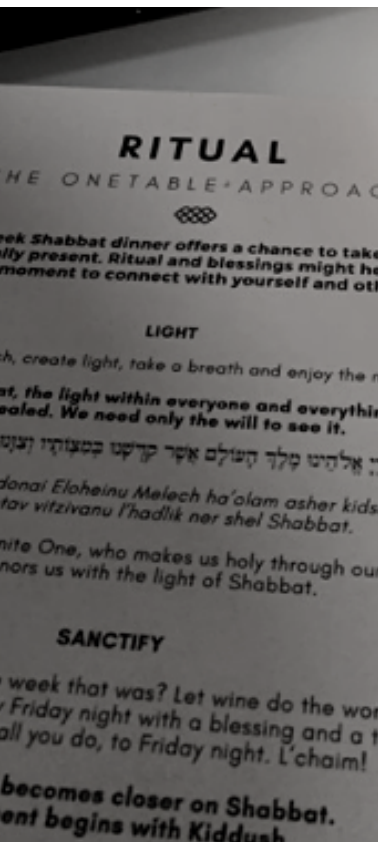 RITUAL
HE ONETABLE APPROAC
eek Shabbat dinner offers a chance to take
lly present. Ritual and blessings might he
moment to connect with yourself and oth
LIGHT
ch, create light, take a breath and enjoy the
at, the light within everyone and everythin
ealed. We need only the will to see it.
אֱלֹהֵינוּ מֶלֶךְ הָעוֹלָם אֲשֶׁר קִדְּשָׁנוּ בְּמִצְוֹתָיו וְצִוָּנוּ
donai Eloheinu Melech ha'olam asher kids
tav vitzivanu l'hadlik ner shel Shabbat.
nite One, who makes us holy through our
nors us with the light of Shabbat.
SANCTIFY
week that was? Let wine do the wor
Friday night with a blessing and a t
all you do, to Friday night. L'chaim!
becomes closer on Shabbat.
ent begins with Kiddush